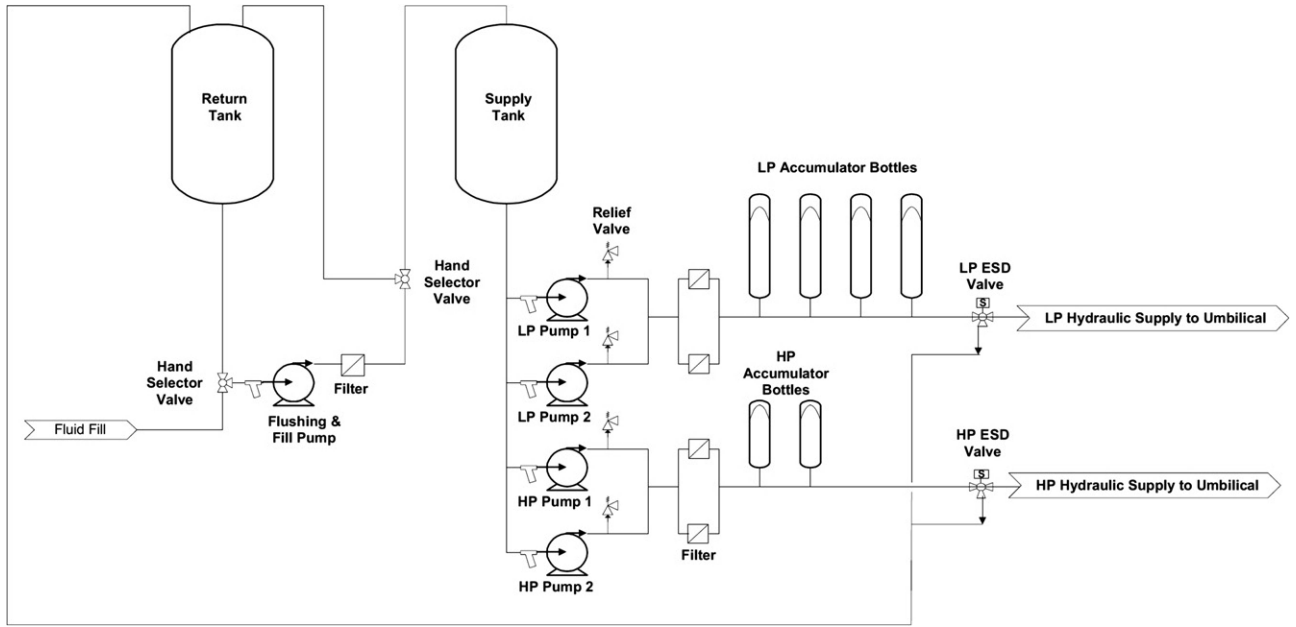 Return
Tank
Supply
Tank
LP Accumulator Bottles
Relief
Valve
Hand
Selector
Valve
LP ESD
Valve
S
LP Hydraulic Supply to Umbilical
LP Pump 1
HP
Accumulator
Bottles
Hand
Selector
Valve
Filter
Flushing &
Fill Pump
LP Pump 2
Fluid Fill
HP ESD
Valve
S
HP Hydraulic Supply to Umbilical
HP Pump 1
Filter
HP Pump 2